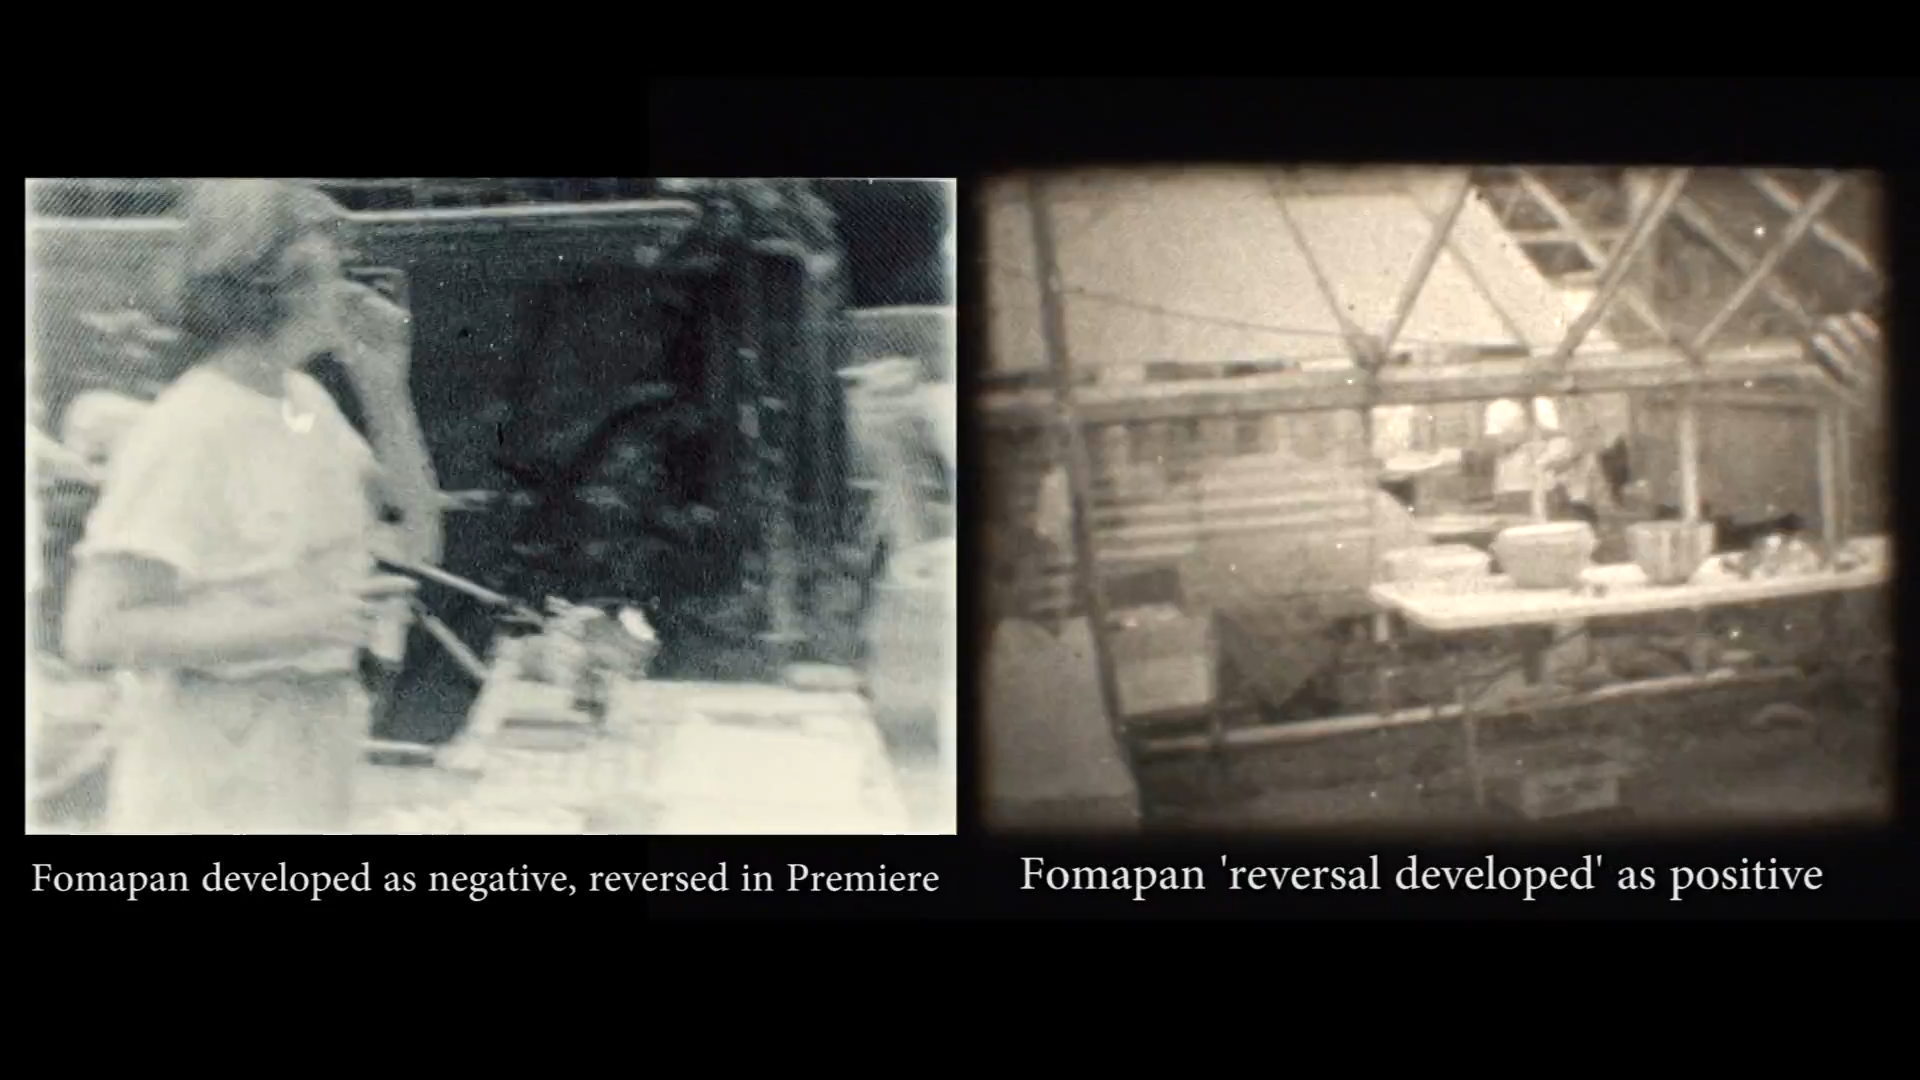 Fomapan developed as negative, reversed in Premiere
Fomapan 'reversal developed' as positive